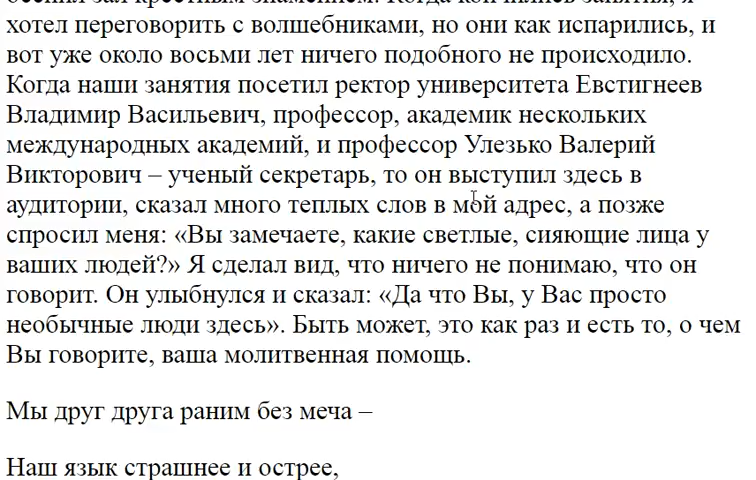 хотел переговорить с волшебниками, но они как испарились, и
вот уже около восьми лет ничего подобного не происходило.
Когда наши занятия посетил ректор университета Евстигнеев
Владимир Васильевич, профессор, академик нескольких
международных академий, и профессор Улезько Валерий
Викторович – ученый секретарь, то он выступил здесь в
аудитории, сказал много теплых слов в мой адрес, а позже
спросил меня: «Вы замечаете, какие светлые, сияющие лица у
ваших людей?» Я сделал вид, что ничего не понимаю, что он
говорит. Он улыбнулся и сказал: «Да что Вы, у Вас просто
необычные люди здесь». Быть может, это как раз и есть то, о чем
Вы говорите, ваша молитвенная помощь.
Мы друг друга раним без меча –
Наш язык страшнее и острее,